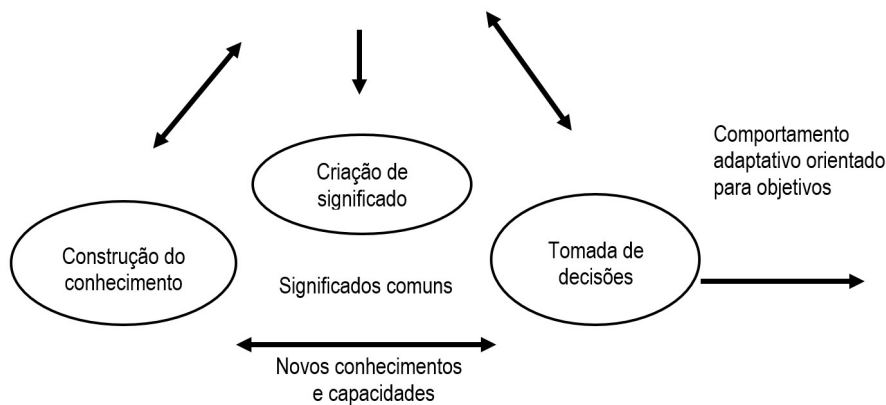 Criação de
significado
Comportamento
adaptativo orientado
para objetivos
Construção do
conhecimento
Tomada de
decisões
Significados comuns
Novos conhecimentos
e capacidades